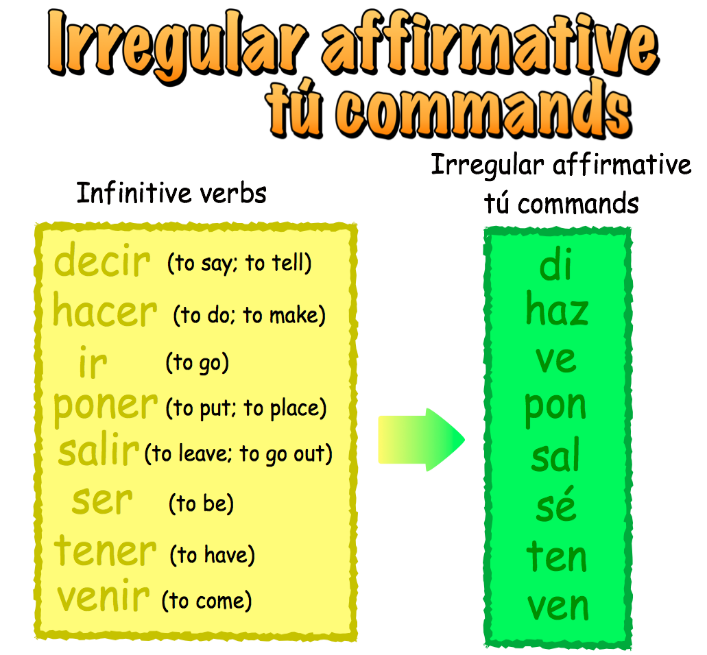 Irregular affirmative
tú commands
Infinitive verbs
Irregular affirmative
tú commands
decir (to say; to tell)
hacer (to do; to make)
ir (to go)
poner (to put; to place)
salir (to leave; to go out)
ser (to be)
tener (to have)
venir (to come)
di
haz
ve
pon
sal
sé
ten
ven